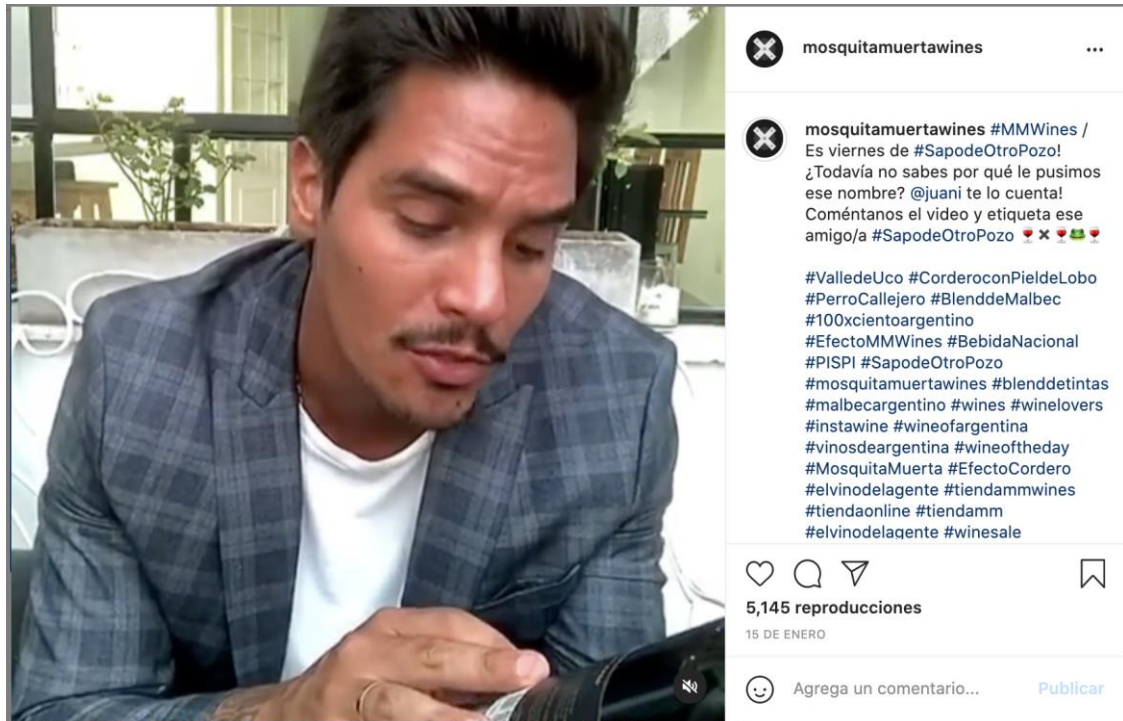 mosquitamuertawines
mosquitamuertawines #MMWines /
Es viernes de #SapodeOtroPozo!
¿Todavía no sabes por qué le pusimos
ese nombre? @juani te lo cuenta!
Coméntanos el video y etiqueta ese
amigo/a #SapodeOtroPozo 🍷✖️🍷🐸🍷
#ValledeUco #CorderoconPieldeLobo
#PerroCallejero #BlenddeMalbec
#100xcientoargentino
#EfectoMMWines #BebidaNacional
#PISPI #SapodeOtroPozo
#mosquitamuertawines #blenddetintas
#malbecargentino #wines #winelovers
#instawine #wineofargentina
#vinosdeargentina #wineoftheday
#MosquitaMuerta #EfectoCordero
#elvinodelagente #tiendammwines
#tiendaonline #tiendamm
#elvinodelagente #winesale
5,145 reproducciones
15 DE ENERO
Agrega un comentario... Publicar